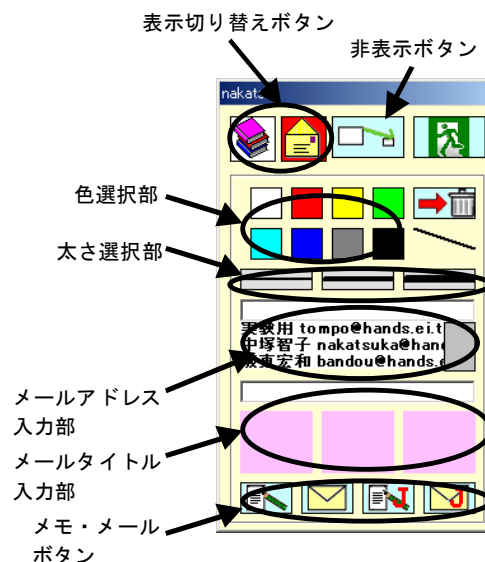 表示切り替えボタン
非表示ボタン
nakats
色選択部
太さ選択部
実験用 tompo@hands.ei.t
中塚智子 nakatsuka@hand
坂東宏和 bandou@hands.e
メールアドレス
入力部
メールタイトル
入力部
メモ・メール
ボタン